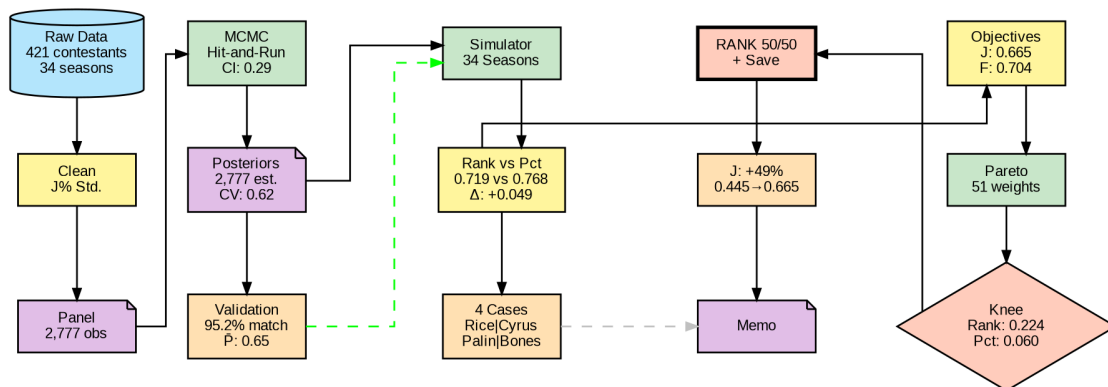 Raw Data
421 contestants
34 seasons
Clean
J% Std.
Panel
2,777 obs
MCMC
Hit-and-Run
CI: 0.29
Posteriors
2,777 est.
CV: 0.62
Validation
95.2% match
P̄: 0.65
Simulator
34 Seasons
Rank vs Pct
0.719 vs 0.768
Δ: +0.049
4 Cases
Rice|Cyrus
Palin|Bones
RANK 50/50
+ Save
J: +49%
0.445→0.665
Memo
Objectives
J: 0.665
F: 0.704
Pareto
51 weights
Knee
Rank: 0.224
Pct: 0.060